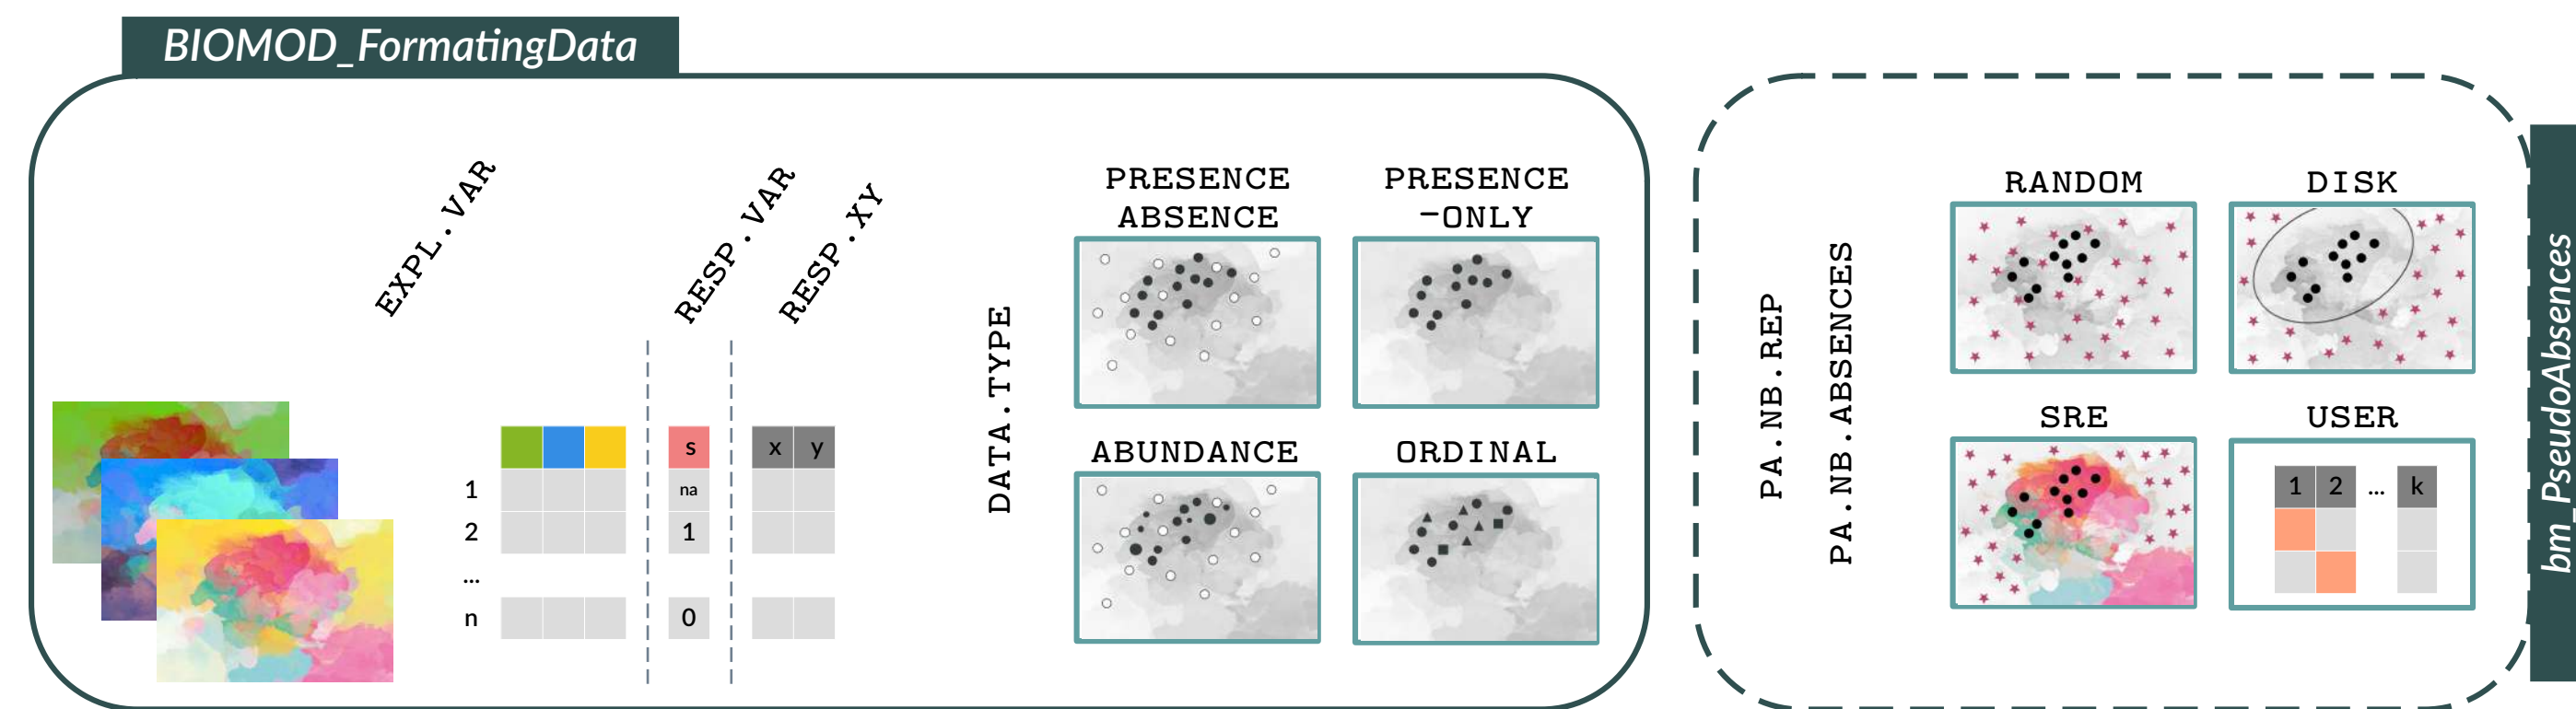 BIOMOD_FormatingData
EXPL.VAR
RESP.VAR
RESP.XY
s
x y
1 na
2 1
...
n 0
DATA.TYPE
PRESENCE
ABSENCE
PRESENCE
-ONLY
ABUNDANCE
ORDINAL
PA.NB.REP
PA.NB.ABSENCES
RANDOM
DISK
SRE
USER
1 2 ... k
bm_PseudoAbsences